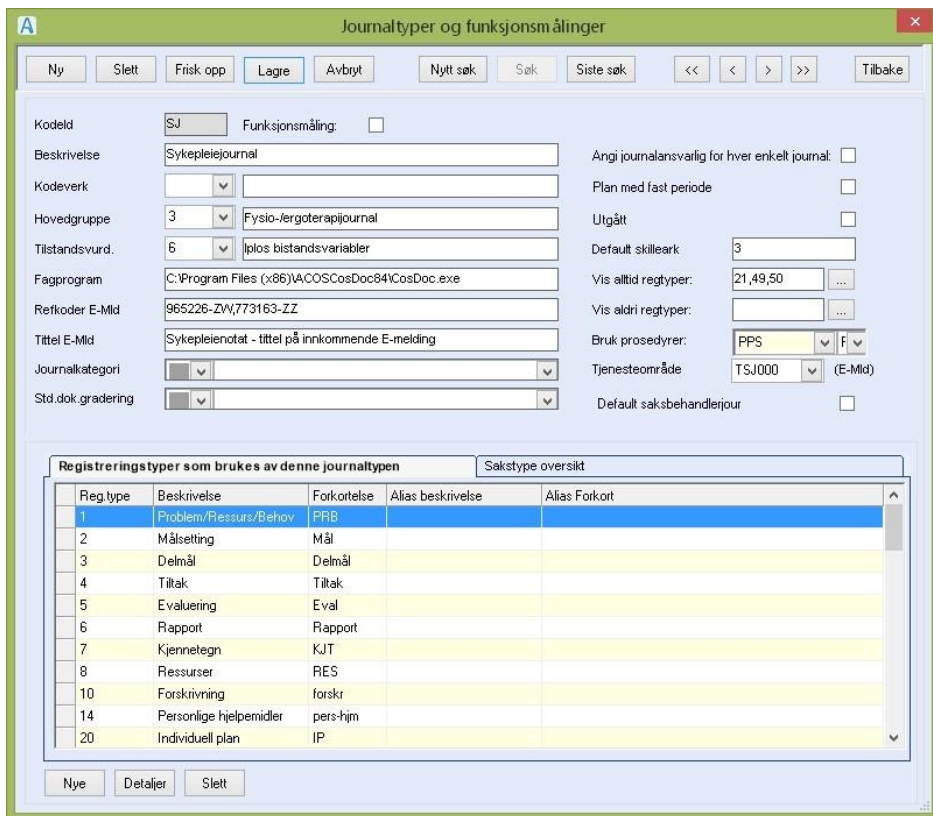 A Journaltyper og funksjonsmålinger
Ny Slett Frisk opp Lagre Avbryt Nytt søk Søk Siste søk << < > >> Tilbake
KodeId SJ Funksjonsmåling:
Beskrivelse Sykepleiejournal Angi journalansvarlig for hver enkelt journal:
Kodeverk Plan med fast periode
Hovedgruppe 3 Fysio-/ergoterapijournal Utgått
Tilstandsvurd. 6 Iplos bistandsvariabler Default skilleark 3
Fagprogram C:\Program Files (x86)\ACOSCosDoc84\CosDoc.exe Vis alltid regtyper: 21,49,50 ...
Refkoder E-Mld 965226-ZW,773163-ZZ Vis aldri regtyper: ...
Tittel E-Mld Sykepleienotat - tittel på innkommende E-melding Bruk prosedyrer: PPS F
Journalkategori Tjenesteområde TSJ000 (E-Mld)
Std.dok.gradering Default saksbehandlerjour
Registreringstyper som brukes av denne journaltypen Sakstype oversikt
Reg.type Beskrivelse Forkortelse Alias beskrivelse Alias Forkort
1 Problem/Ressurs/Behov PRB
2 Målsetting Mål
3 Delmål Delmål
4 Tiltak Tiltak
5 Evaluering Eval
6 Rapport Rapport
7 Kjennetegn KJT
8 Ressurser RES
10 Forskrivning forskr
14 Personlige hjelpemidler pers-hjm
20 Individuell plan IP
Nye Detaljer Slett